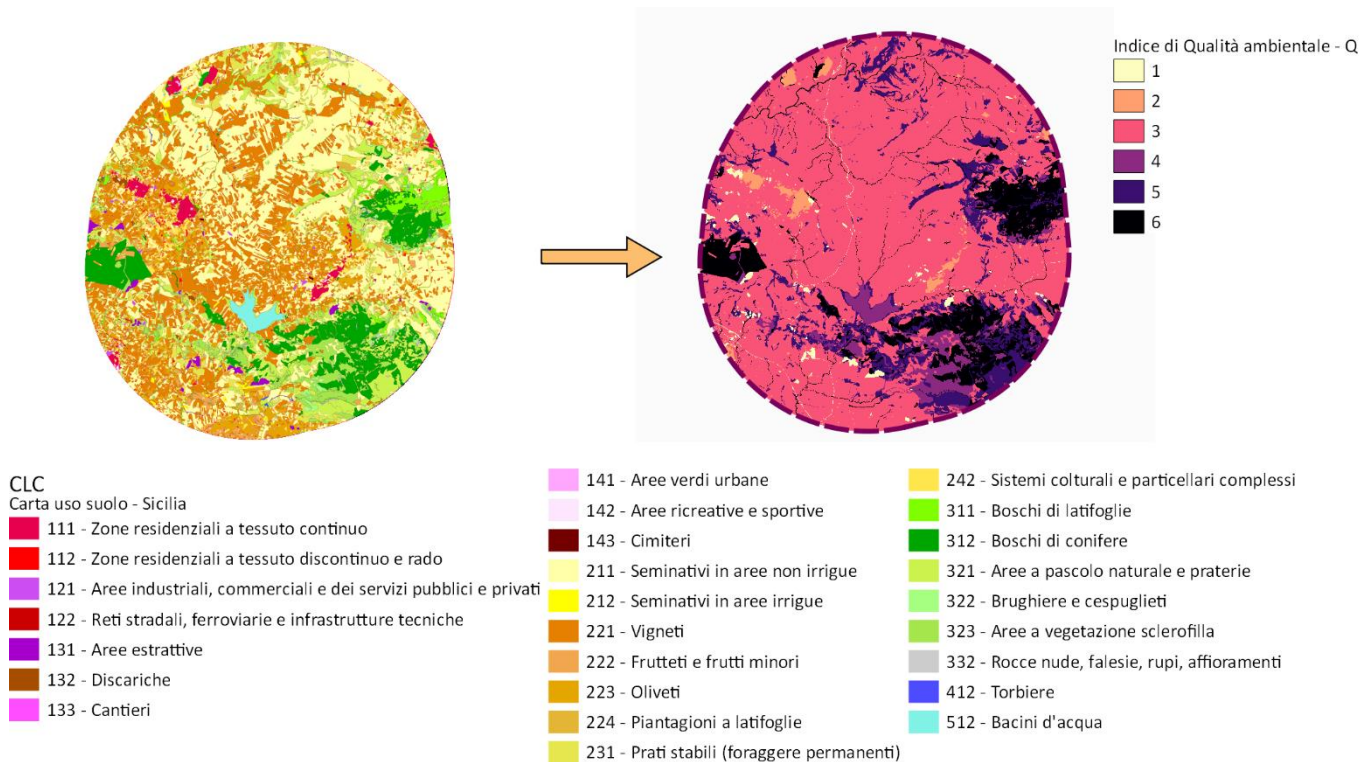 Indice di Qualità ambientale - Q
1
2
3
4
5
6
CLC
Carta uso suolo - Sicilia
111 - Zone residenziali a tessuto continuo
112 - Zone residenziali a tessuto discontinuo e rado
121 - Aree industriali, commerciali e dei servizi pubblici e privati
122 - Reti stradali, ferroviarie e infrastrutture tecniche
131 - Aree estrattive
132 - Discariche
133 - Cantieri
141 - Aree verdi urbane
142 - Aree ricreative e sportive
143 - Cimiteri
211 - Seminativi in aree non irrigue
212 - Seminativi in aree irrigue
221 - Vigneti
222 - Frutteti e frutti minori
223 - Oliveti
224 - Piantagioni a latifoglie
231 - Prati stabili (foraggere permanenti)
242 - Sistemi colturali e particellari complessi
311 - Boschi di latifoglie
312 - Boschi di conifere
321 - Aree a pascolo naturale e praterie
322 - Brughiere e cespuglieti
323 - Aree a vegetazione sclerofilla
332 - Rocce nude, falesie, rupi, affioramenti
412 - Torbiere
512 - Bacini d'acqua